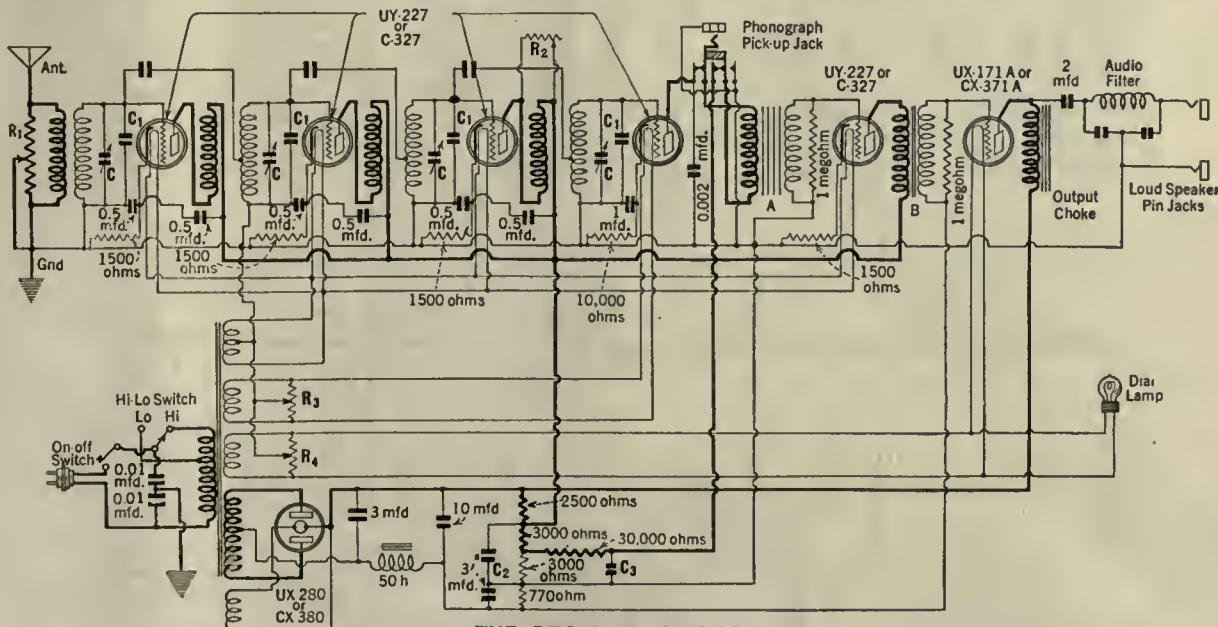 UY-227
or
C-327
Ant.
R1
Gnd
C1
C
C1
C
C1
C
R2
C1
C
0.5
mfd.
0.5
mfd.
1500
ohms
1500
ohms
0.5
mfd.
0.5
mfd.
0.5
mfd.
0.5
mfd.
1500 ohms
1
mfd.
10,000
ohms
Phonograph
Pick-up Jack
0.002 mfd.
A
1 megohm
UY-227 or
C-327
1500
ohms
B
1 megohm
UX-171A or
CX-371A
2
mfd
Audio
Filter
Output
Choke
Loud Speaker
Pin Jacks
Dial
Lamp
Hi-Lo Switch
Lo
Hi
On-off
Switch
0.01
mfd.
0.01
mfd.
R3
R4
UX 280
or
CX 380
3 mfd
50 h
10 mfd
2500 ohms
3000 ohms
30,000 ohms
3000
ohms
C2
3
mfd.
C3
770 ohm